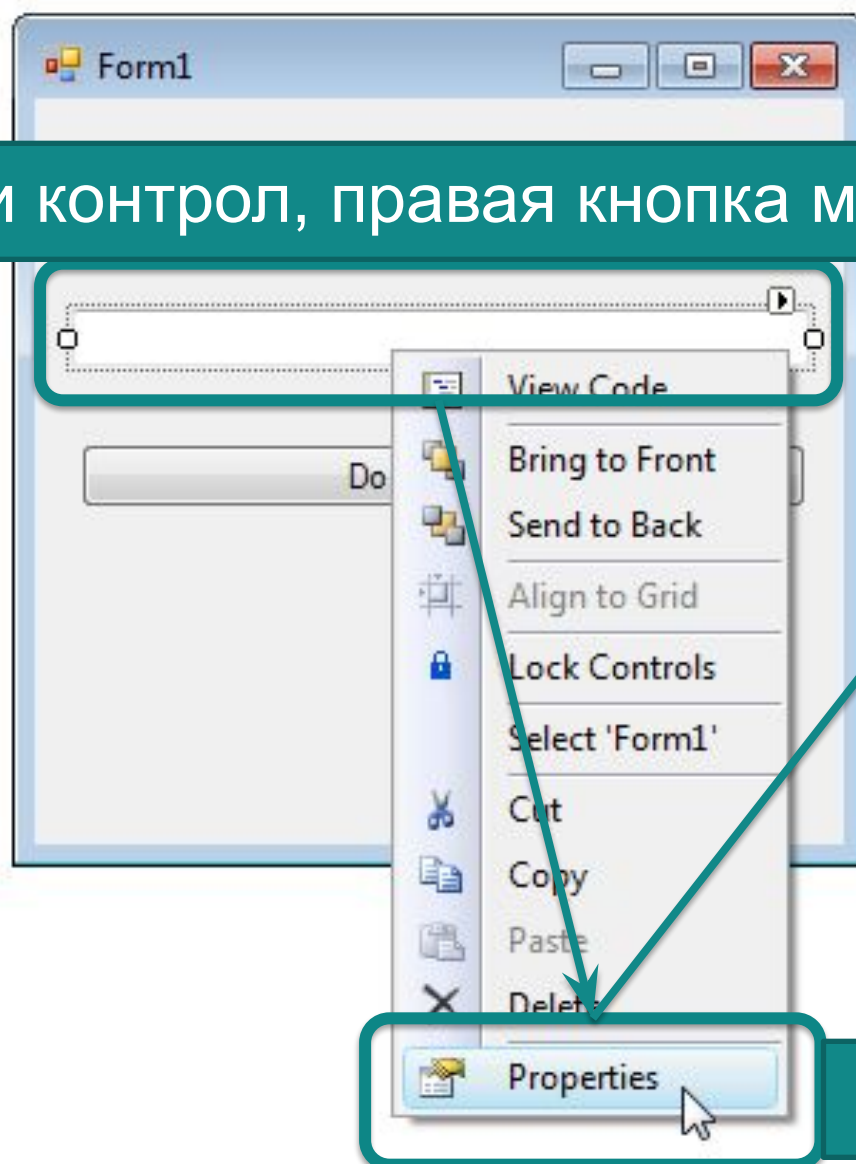 Form1
и контрол, правая кнопка м
View Code
Do
Bring to Front
Send to Back
Align to Grid
Lock Controls
Select 'Form1'
Cut
Copy
Paste
Delete
Properties